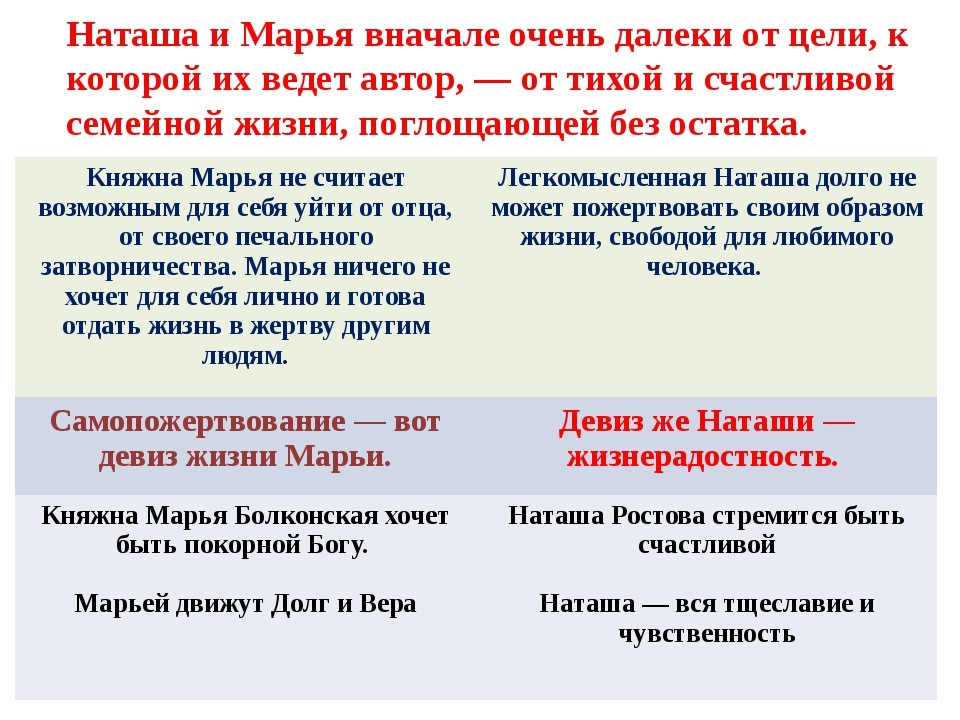 Наташа и Марья вначале очень далеки от цели, к
которой их ведет автор, — от тихой и счастливой
семейной жизни, поглощающей без остатка.
Княжна Марья не считает
возможным для себя уйти от отца,
от своего печального
затворничества. Марья ничего не
хочет для себя лично и готова
отдать жизнь в жертву другим
людям.
Легкомысленная Наташа долго не
может пожертвовать своим образом
жизни, свободой для любимого
человека.
Самопожертвование — вот
девиз жизни Марьи.
Девиз же Наташи —
жизнерадостность.
Княжна Марья Болконская хочет
быть покорной Богу.
Марьей движут Долг и Вера
Наташа Ростова стремится быть
счастливой
Наташа — вся тщеславие и
чувственность